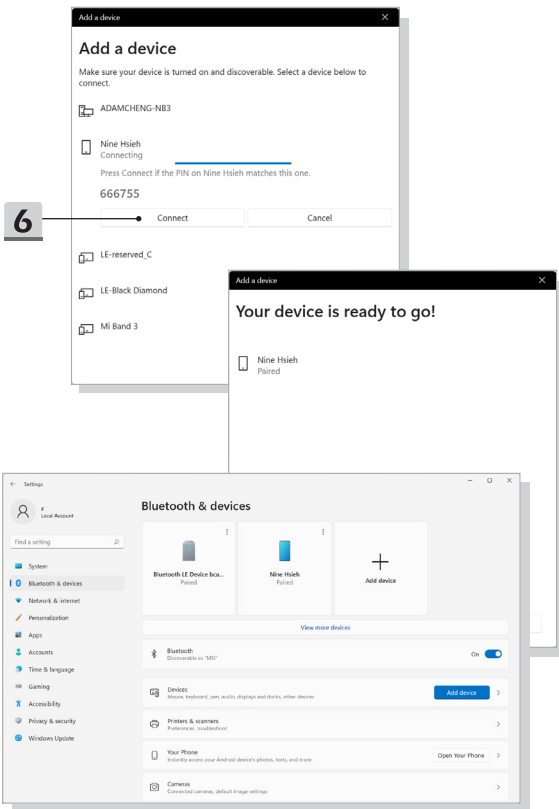 Add a device
Add a device
Make sure your device is turned on and discoverable. Select a device below to
connect.
ADAMCHENG-NB3
Nine Hsieh
Connecting
Press Connect if the PIN on Nine Hsieh matches this one.
666755
6
Connect
Cancel
LE-reserved_C
LE-Black Diamond
Mi Band 3
Add a device
Your device is ready to go!
Nine Hsieh
Paired
Settings
z
Local Account
Find a setting
System
Bluetooth & devices
Network & internet
Personalization
Apps
Accounts
Time & language
Gaming
Accessibility
Privacy & security
Windows Update
Bluetooth & devices
Bluetooth LE Device bca...
Paired
Nine Hsieh
Paired
Add device
View more devices
Bluetooth
Discoverable as "MSI"
On
Devices
Mouse, keyboard, pen, audio, displays and docks, other devices
Add device
Printers & scanners
Preferences, troubleshoot
Your Phone
Instantly access your Android device's photos, texts, and more
Open Your Phone
Cameras
Connected cameras, default image settings